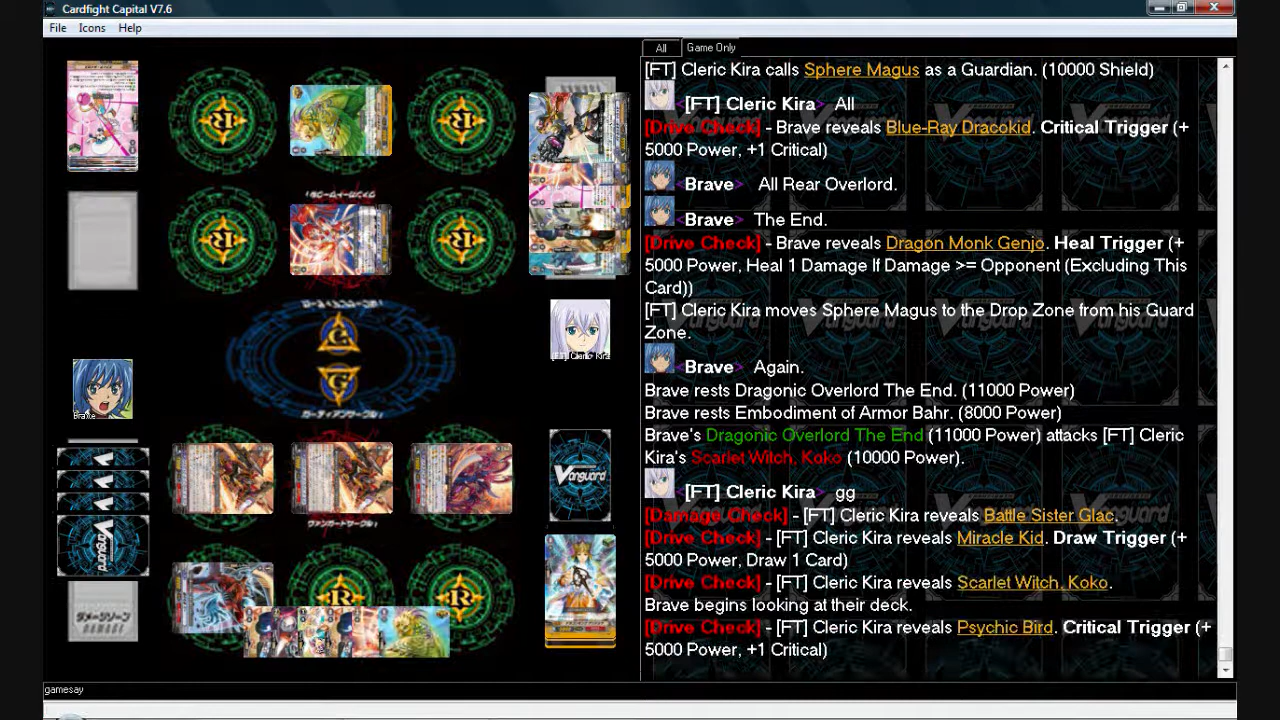 Cardfight Capital V7.6
File Icons Help
All Game Only
[FT] Cleric Kira calls Sphere Magus as a Guardian. (10000 Shield)
<[FT] Cleric Kira> All
[Drive Check] - Brave reveals Blue-Ray Dracokid. Critical Trigger (+
5000 Power, +1 Critical)
<Brave> All Rear Overlord.
<Brave> The End.
[Drive Check] - Brave reveals Dragon Monk Genjo. Heal Trigger (+
5000 Power, Heal 1 Damage If Damage >= Opponent (Excluding This
Card))
[FT] Cleric Kira moves Sphere Magus to the Drop Zone from his Guard
Zone.
<Brave> Again.
Brave rests Dragonic Overlord The End. (11000 Power)
Brave rests Embodiment of Armor Bahr. (8000 Power)
Brave's Dragonic Overlord The End (11000 Power) attacks [FT] Cleric
Kira's Scarlet Witch, Koko (10000 Power).
<[FT] Cleric Kira> gg
[Damage Check] - [FT] Cleric Kira reveals Battle Sister Glac.
[Drive Check] - [FT] Cleric Kira reveals Miracle Kid. Draw Trigger (+
5000 Power, Draw 1 Card)
[Drive Check] - [FT] Cleric Kira reveals Scarlet Witch, Koko.
Brave begins looking at their deck.
[Drive Check] - [FT] Cleric Kira reveals Psychic Bird. Critical Trigger (+
5000 Power, +1 Critical)
[FT] Cleric Kira
Brave
Vanguard
gamesay